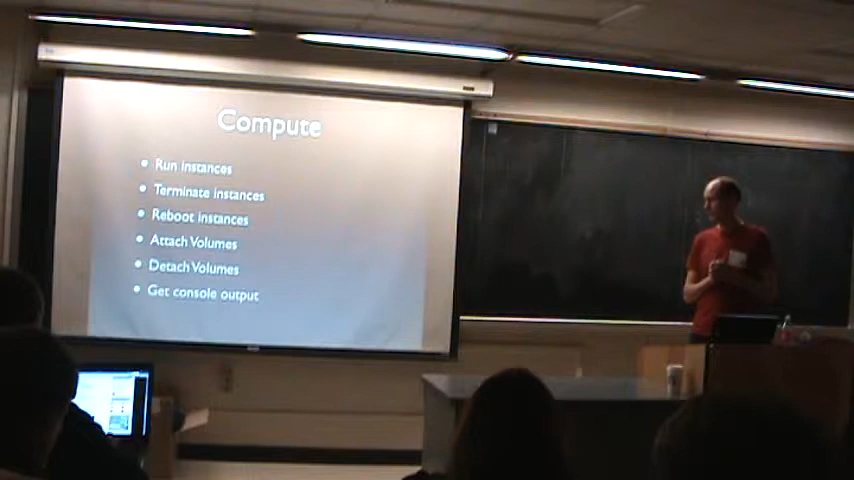 Compute
Run instances
Terminate instances
Reboot instances
Attach Volumes
Detach Volumes
Get console output